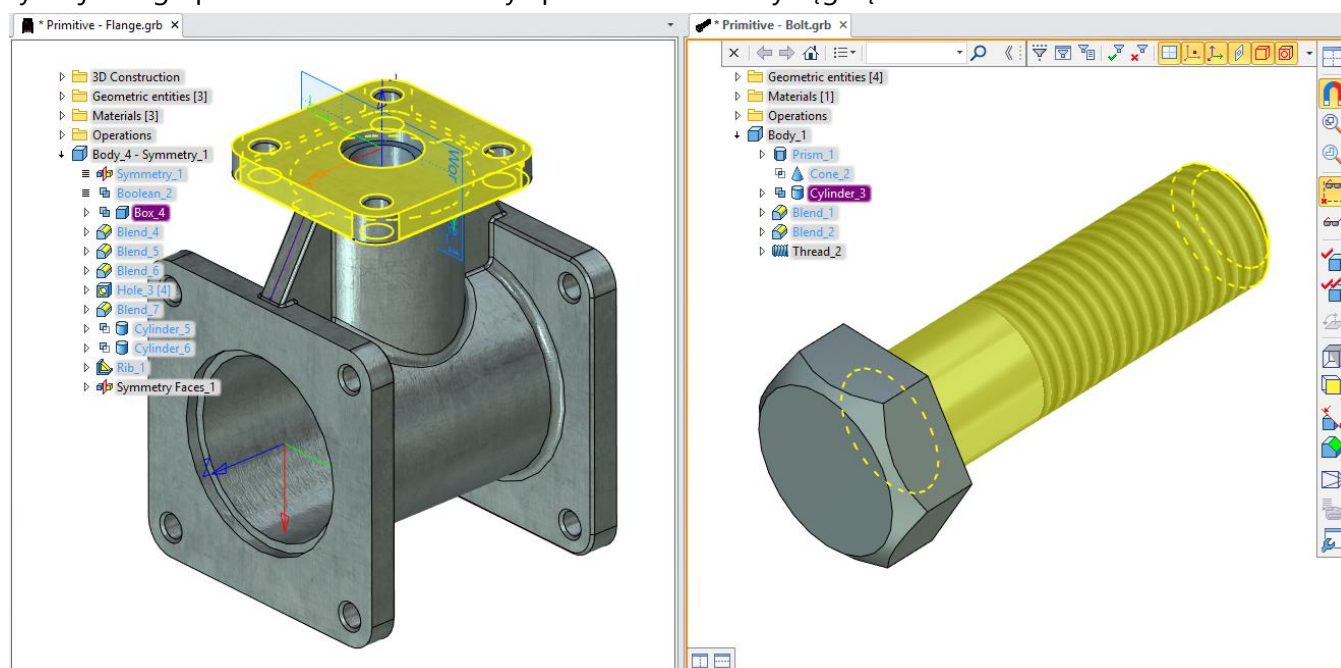 * Primitive - Flange.grb
3D Construction
Geometric entities [3]
Materials [3]
Operations
Body_4 - Symmetry_1
Symmetry_1
Boolean_2
Box_4
Blend_4
Blend_5
Blend_6
Hole_3 [4]
Blend_7
Cylinder_5
Cylinder_6
Rib_1
Symmetry Faces_1
Wor
* Primitive - Bolt.grb
Geometric entities [4]
Materials [1]
Operations
Body_1
Prism_1
Cone_2
Cylinder_3
Blend_1
Blend_2
Thread_2